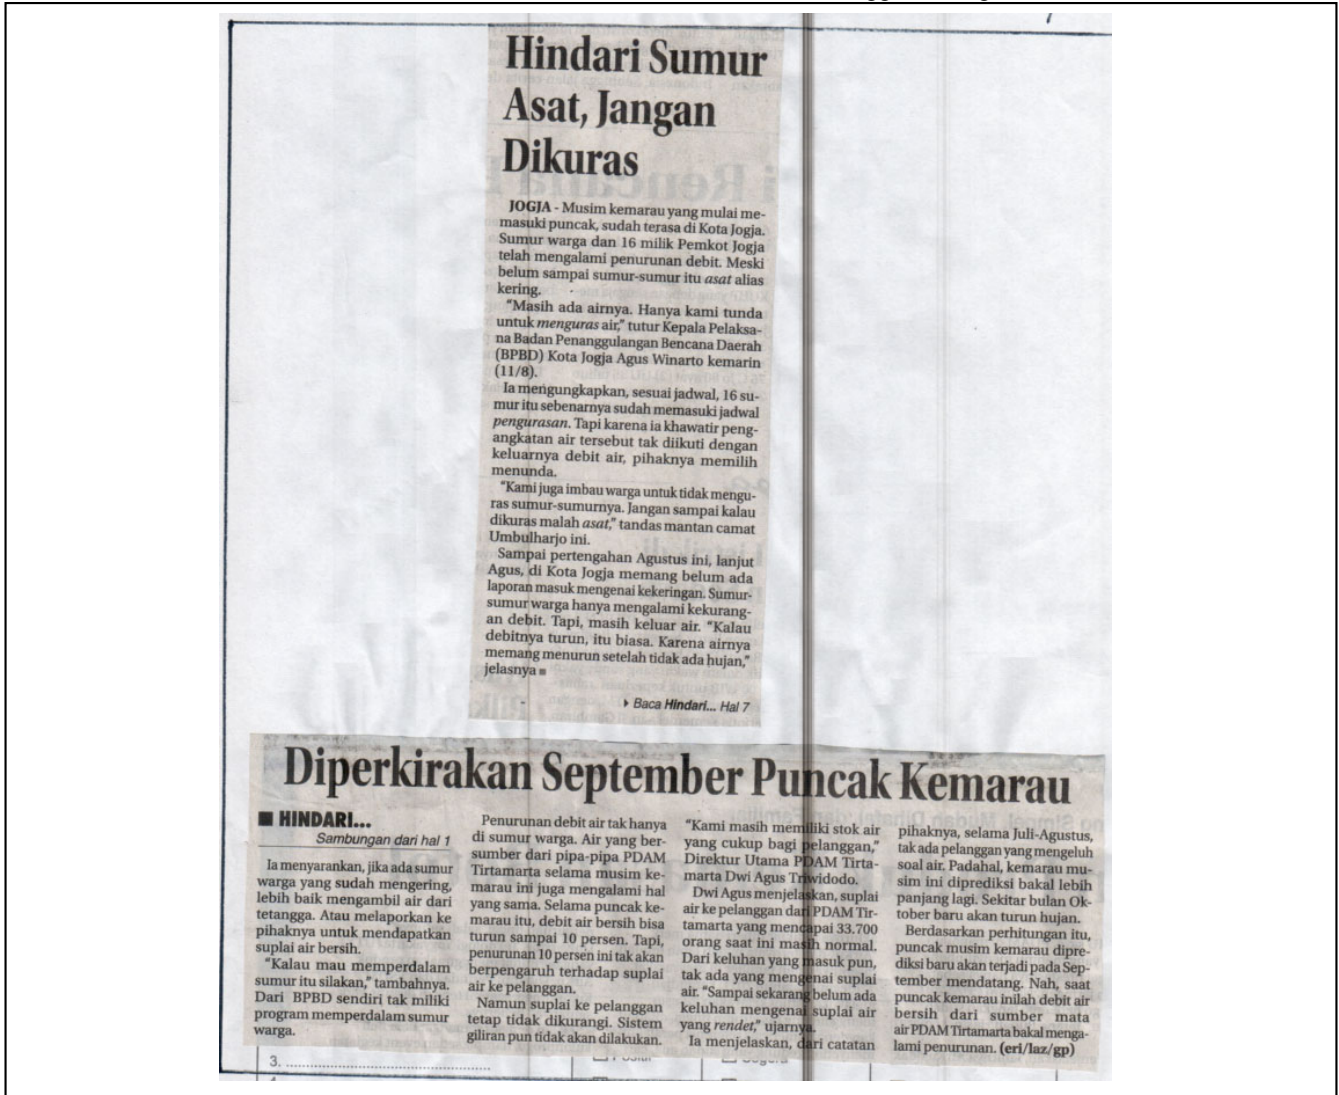 Hindari Sumur
Asat, Jangan
Dikuras
JOGJA - Musim kemarau yang mulai me-
masuki puncak, sudah terasa di Kota Jogja.
Sumur warga dan 16 milik Pemkot Jogja
telah mengalami penurunan debit. Meski
belum sampai sumur-sumur itu asat alias
kering.
"Masih ada airnya. Hanya kami tunda
untuk menguras air," tutur Kepala Pelaksa-
na Badan Penanggulangan Bencana Daerah
(BPBD) Kota Jogja Agus Winarto kemarin
(11/8).
Ia mengungkapkan, sesuai jadwal, 16 su-
mur itu sebenarnya sudah memasuki jadwal
pengurasan. Tapi karena ia khawatir peng-
angkatan air tersebut tak diikuti dengan
keluarnya debit air, pihaknya memilih
menunda.
"Kami juga imbau warga untuk tidak mengu-
ras sumur-sumurnya. Jangan sampai kalau
dikuras malah asat," tandas mantan camat
Umbulharjo ini.
Sampai pertengahan Agustus ini, lanjut
Agus, di Kota Jogja memang belum ada
laporan masuk mengenai kekeringan. Sumur-
sumur warga hanya mengalami kekurang-
an debit. Tapi, masih keluar air. "Kalau
debitnya turun, itu biasa. Karena airnya
memang menurun setelah tidak ada hujan,"
jelasnya ■
▸ Baca Hindari... Hal 7
Diperkirakan September Puncak Kemarau
■ HINDARI...
Sambungan dari hal 1
Ia menyarankan, jika ada sumur
warga yang sudah mengering,
lebih baik mengambil air dari
tetangga. Atau melaporkan ke
pihaknya untuk mendapatkan
suplai air bersih.
"Kalau mau memperdalam
sumur itu silakan," tambahnya.
Dari BPBD sendiri tak miliki
program memperdalam sumur
warga.
Penurunan debit air tak hanya
di sumur warga. Air yang ber-
sumber dari pipa-pipa PDAM
Tirtamarta selama musim ke-
marau ini juga mengalami hal
yang sama. Selama puncak ke-
marau itu, debit air bersih bisa
turun sampai 10 persen. Tapi,
penurunan 10 persen ini tak akan
berpengaruh terhadap suplai
air ke pelanggan.
Namun suplai ke pelanggan
tetap tidak dikurangi. Sistem
giliran pun tidak akan dilakukan.
"Kami masih memiliki stok air
yang cukup bagi pelanggan,"
Direktur Utama PDAM Tirta-
marta Dwi Agus Triwidodo.
Dwi Agus menjelaskan, suplai
air ke pelanggan dari PDAM Tir-
tamarta yang mencapai 33.700
orang saat ini masih normal.
Dari keluhan yang masuk pun,
tak ada yang mengenai suplai
air. "Sampai sekarang belum ada
keluhan mengenai suplai air
yang rendet," ujarnya.
Ia menjelaskan, dari catatan
pihaknya, selama Juli-Agustus,
tak ada pelanggan yang mengeluh
soal air. Padahal, kemarau mu-
sim ini diprediksi bakal lebih
panjang lagi. Sekitar bulan Ok-
tober baru akan turun hujan.
Berdasarkan perhitungan itu,
puncak musim kemarau dipre-
diksi baru akan terjadi pada Sep-
tember mendatang. Nah, saat
puncak kemarau inilah debit air
bersih dari sumber mata
air PDAM Tirtamarta bakal menga-
lami penurunan. (eri/laz/gp)
3. ..................................................